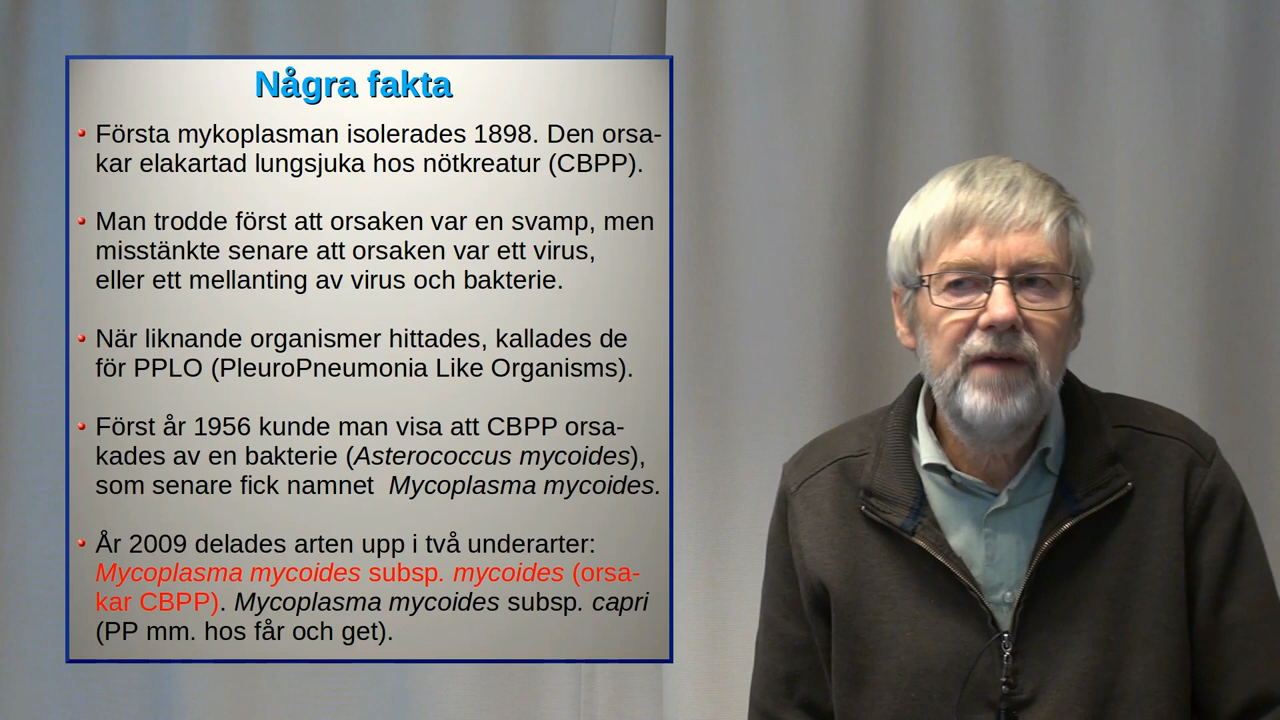 Några fakta
Första mykoplasman isolerades 1898. Den orsa-
kar elakartad lungsjuka hos nötkreatur (CBPP).
Man trodde först att orsaken var en svamp, men
misstänkte senare att orsaken var ett virus,
eller ett mellanting av virus och bakterie.
När liknande organismer hittades, kallades de
för PPLO (PleuroPneumonia Like Organisms).
Först år 1956 kunde man visa att CBPP orsa-
kades av en bakterie (Asterococcus mycoides),
som senare fick namnet Mycoplasma mycoides.
År 2009 delades arten upp i två underarter:
Mycoplasma mycoides subsp. mycoides (orsa-
kar CBPP). Mycoplasma mycoides subsp. capri
(PP mm. hos får och get).